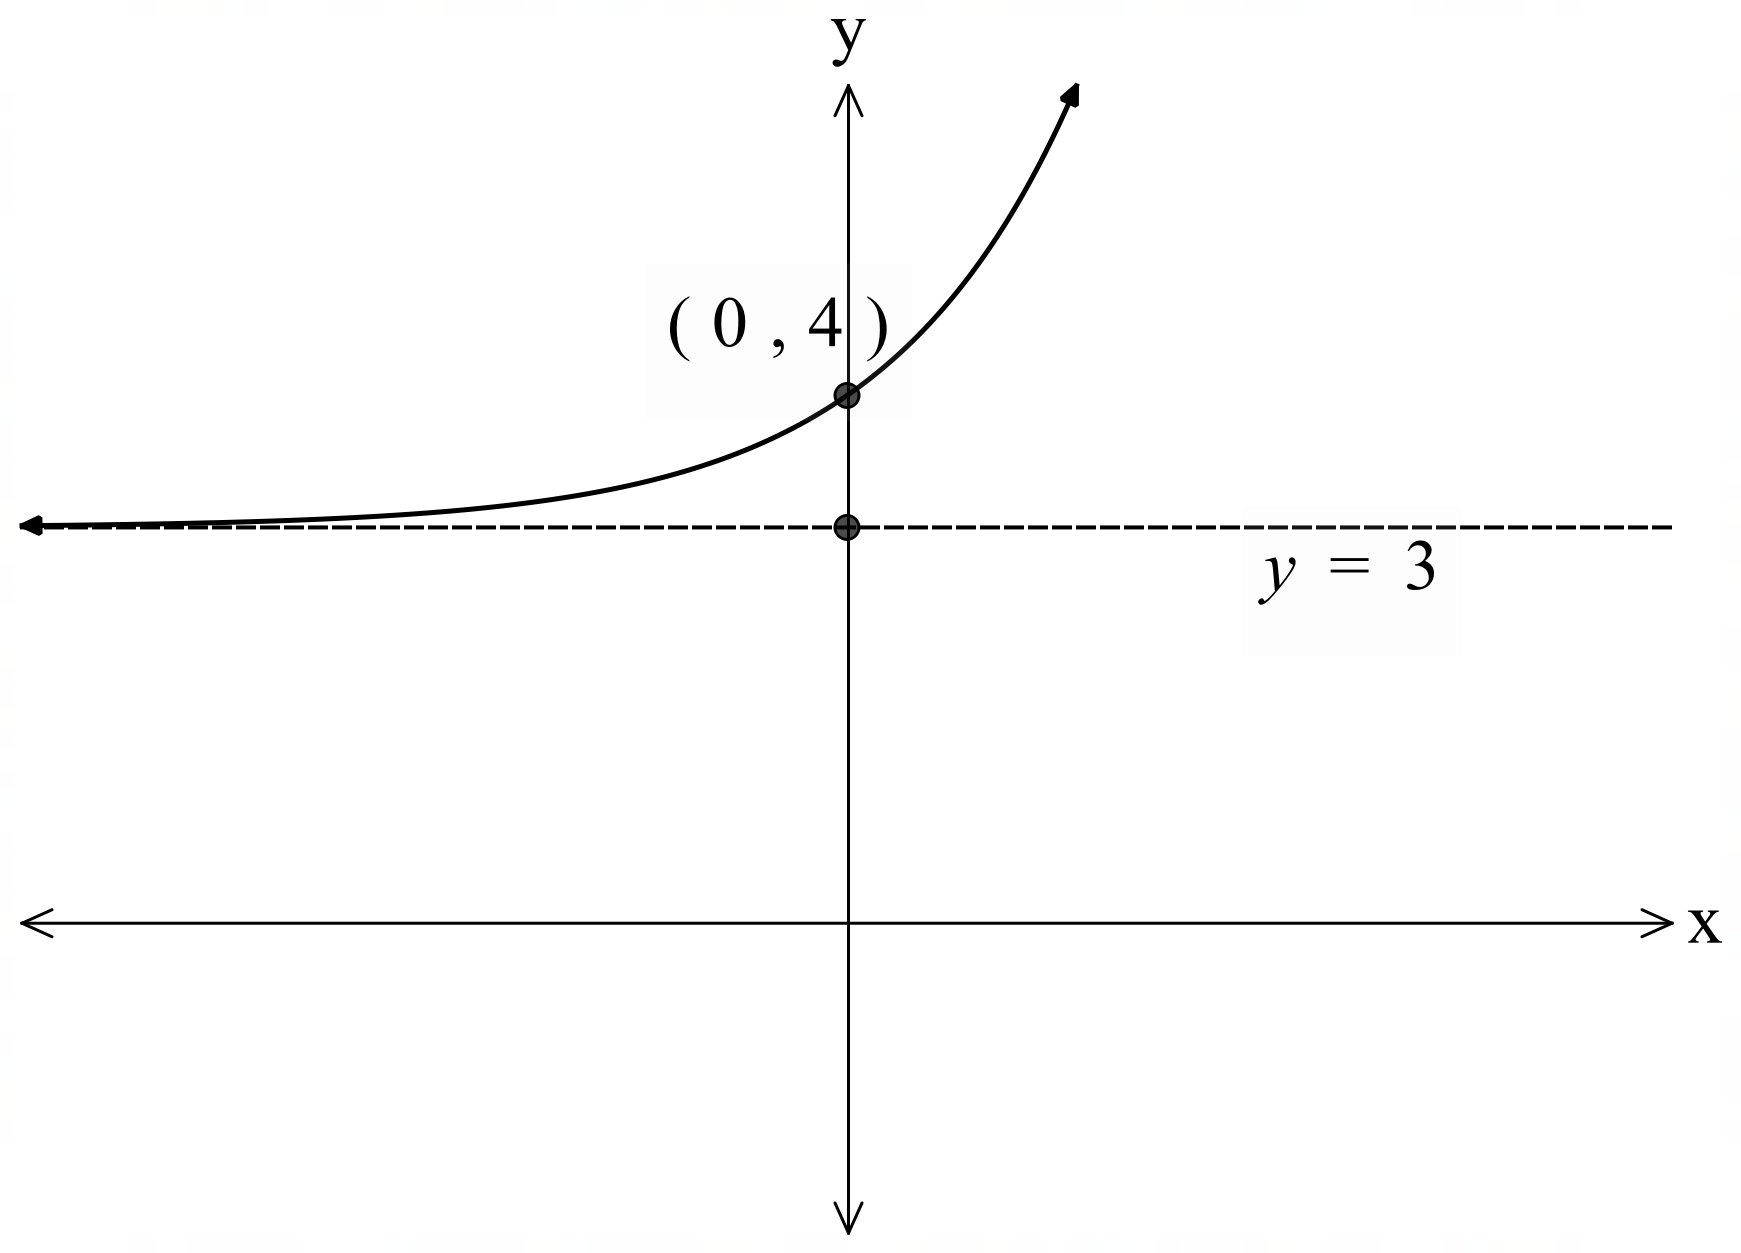 y
( 0 , 4 )
y = 3
x